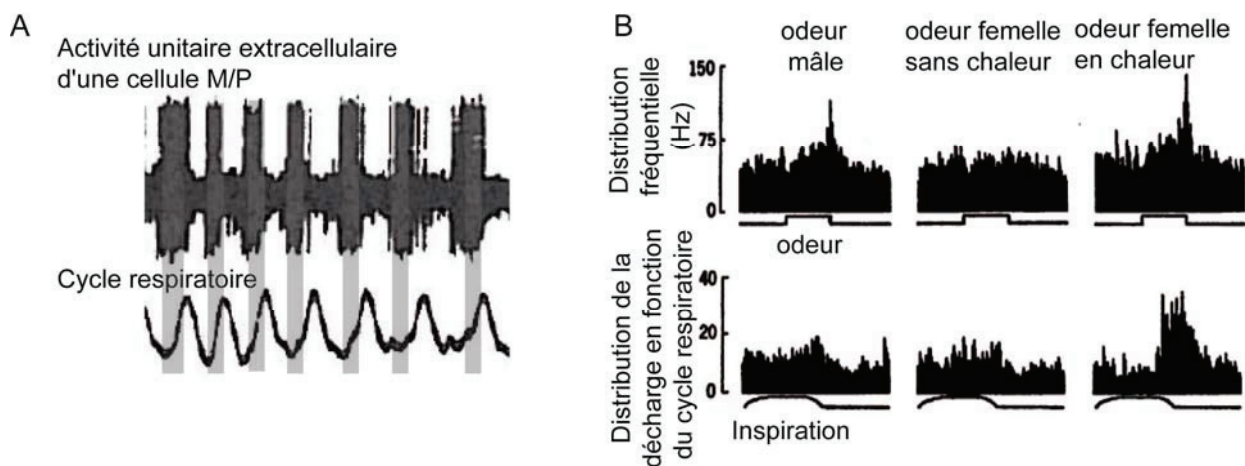 A
Activité unitaire extracellulaire
d'une cellule M/P
Cycle respiratoire
B
odeur
mâle
odeur femelle
sans chaleur
odeur femelle
en chaleur
Distribution
fréquentielle
(Hz)
150
75
0
odeur
Distribution de la
décharge en fonction
du cycle respiratoire
40
20
0
Inspiration